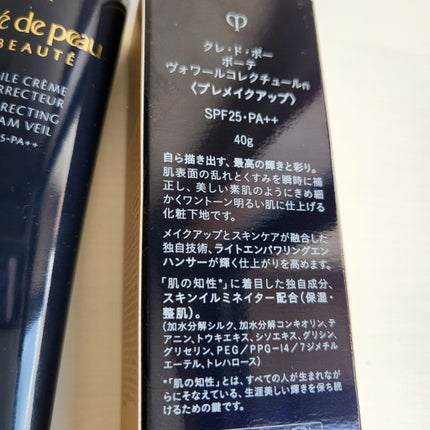 de peau
BEAUTÉ
CRÈME
SPF25・PA++
クレ・ド・ポー
ボーテ
ヴォワールコレクチュールn
〈プレメイクアップ〉
SPF25・PA++
40g
自ら描き出す、最高の輝きと彩り。
肌表面の乱れとくすみを瞬時に補
正し、美しい素肌のようにきめ細
かくワントーン明るい肌に仕上げる
化粧下地です。
メイクアップとスキンケアが融合した
独自技術、ライトエンパワリングエン
ハンサーが輝く仕上がりを高めます。
「肌の知性*」に着目した独自成分、
スキンイルミネイター配合(保湿・
整肌)。
(加水分解シルク、加水分解コンキオリン、テ
アニン、トウキエキス、シソエキス、グリシン、
グリセリン、PEG/PPG-14/7ジメチル
エーテル、トレハロース)
*「肌の知性」とは、すべての人が生まれなが
らにそなえている、生涯美しい輝きを保ち続
けるための鍵です。